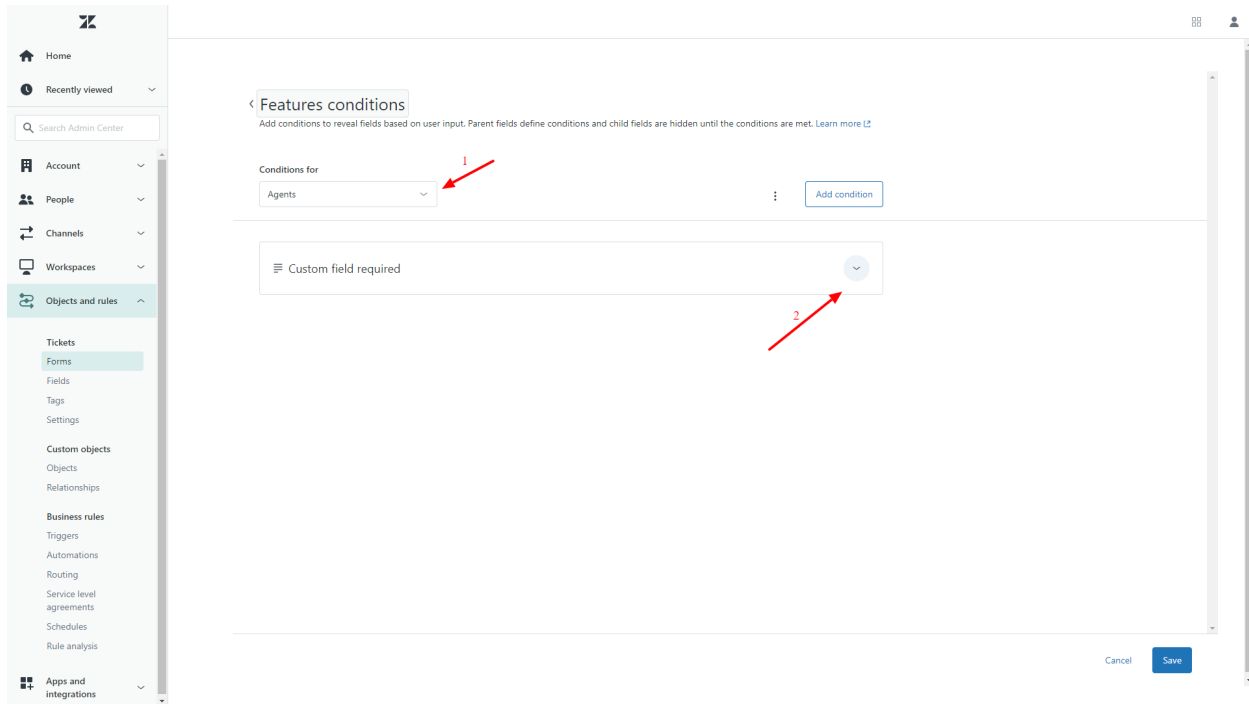 Home
Recently viewed
Search Admin Center
Account
People
Channels
Workspaces
Objects and rules
Tickets
Forms
Fields
Tags
Settings
Custom objects
Objects
Relationships
Business rules
Triggers
Automations
Routing
Service level
agreements
Schedules
Rule analysis
Apps and
integrations
Features conditions
Add conditions to reveal fields based on user input. Parent fields define conditions and child fields are hidden until the conditions are met. Learn more
Conditions for
1
Agents
Add condition
Custom field required
2
Cancel
Save